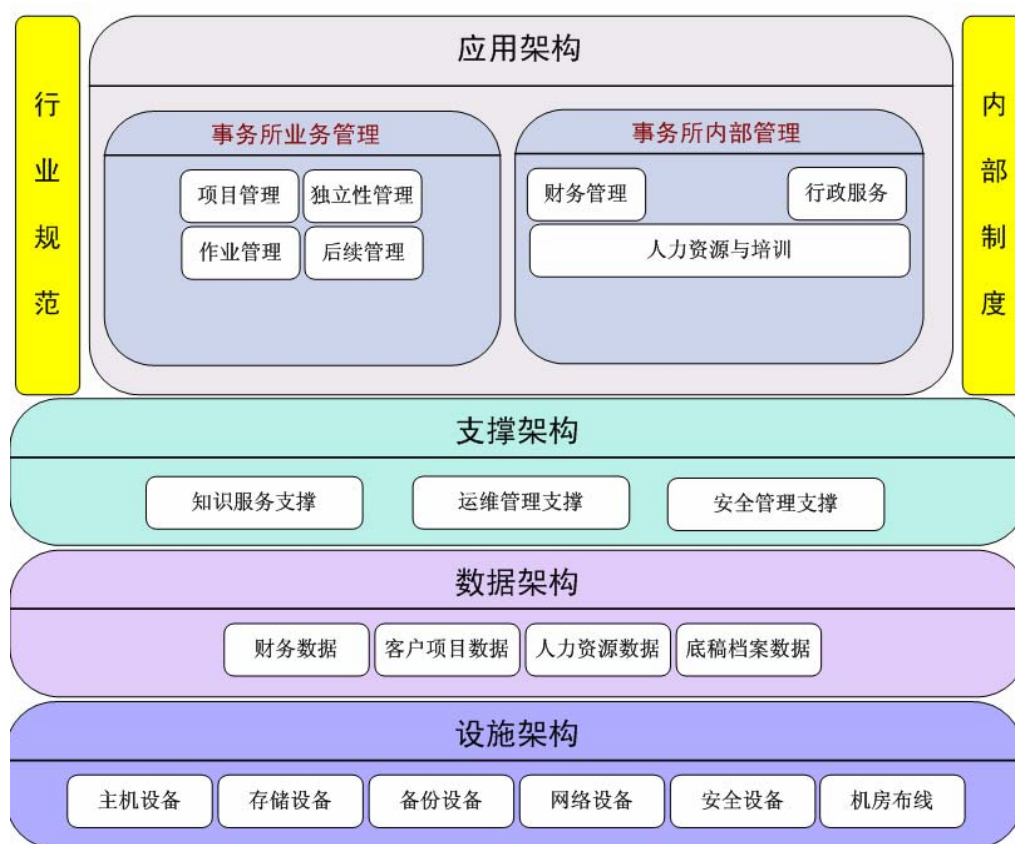 应用架构
行业规范
内部制度
事务所业务管理
项目管理
独立性管理
作业管理
后续管理
事务所内部管理
财务管理
行政服务
人力资源与培训
支撑架构
知识服务支撑
运维管理支撑
安全管理支撑
数据架构
财务数据
客户项目数据
人力资源数据
底稿档案数据
设施架构
主机设备
存储设备
备份设备
网络设备
安全设备
机房布线